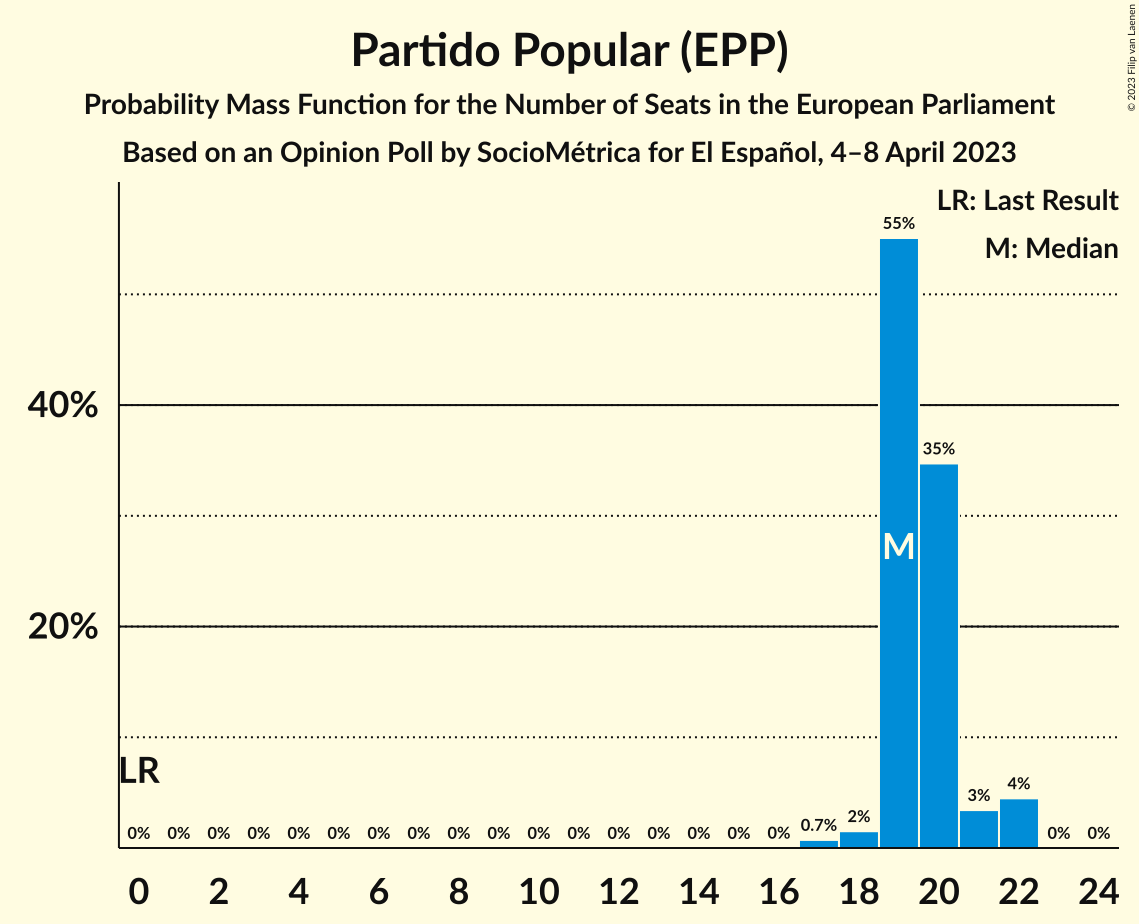 Partido Popular (EPP)
Probability Mass Function for the Number of Seats in the European Parliament
Based on an Opinion Poll by SocioMétrica for El Español, 4–8 April 2023
© 2023 Filip van Laenen
LR: Last Result
M: Median
55%
40%
35%
M
20%
LR
0% 0% 0% 0% 0% 0% 0% 0% 0% 0% 0% 0% 0% 0% 0% 0% 0% 0.7% 2% 3% 4% 0% 0%
0 2 4 6 8 10 12 14 16 18 20 22 24